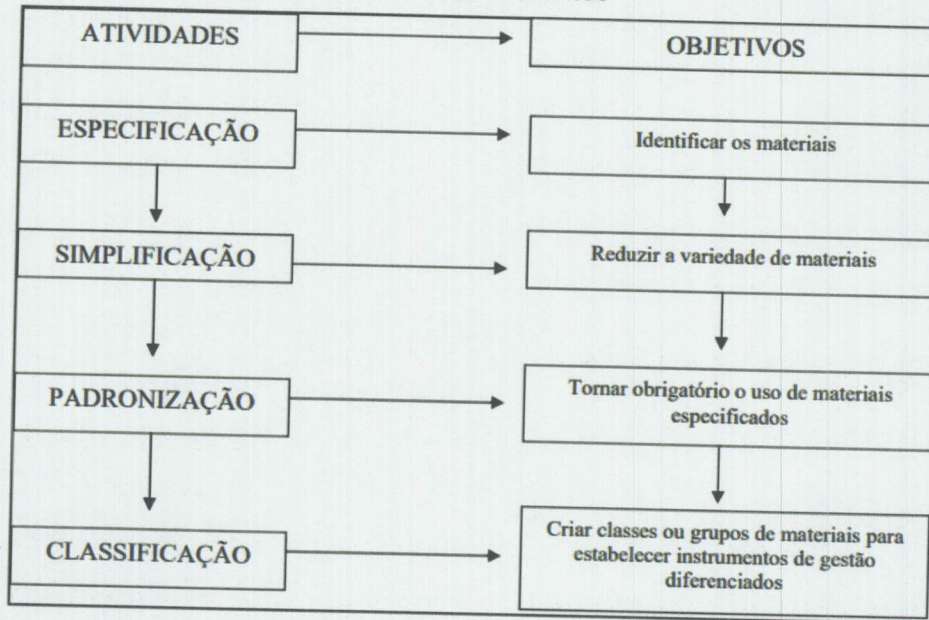 ATIVIDADES
OBJETIVOS
ESPECIFICAÇÃO
Identificar os materiais
SIMPLIFICAÇÃO
Reduzir a variedade de materiais
PADRONIZAÇÃO
Tornar obrigatório o uso de materiais
especificados
CLASSIFICAÇÃO
Criar classes ou grupos de materiais para
estabelecer instrumentos de gestão
diferenciados